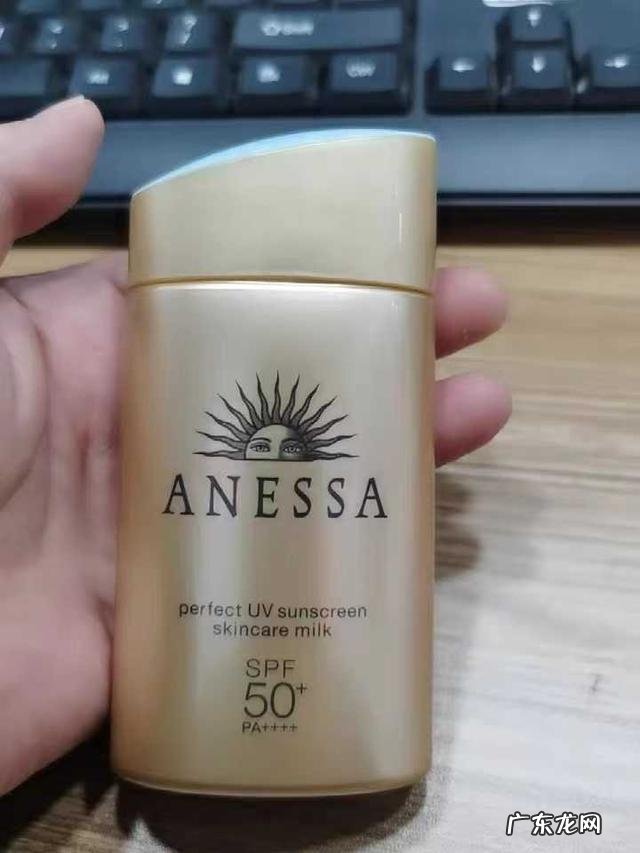 ANESSA
perfect UV sunscreen
skincare milk
SPF
50+
PA++++
广东龙网